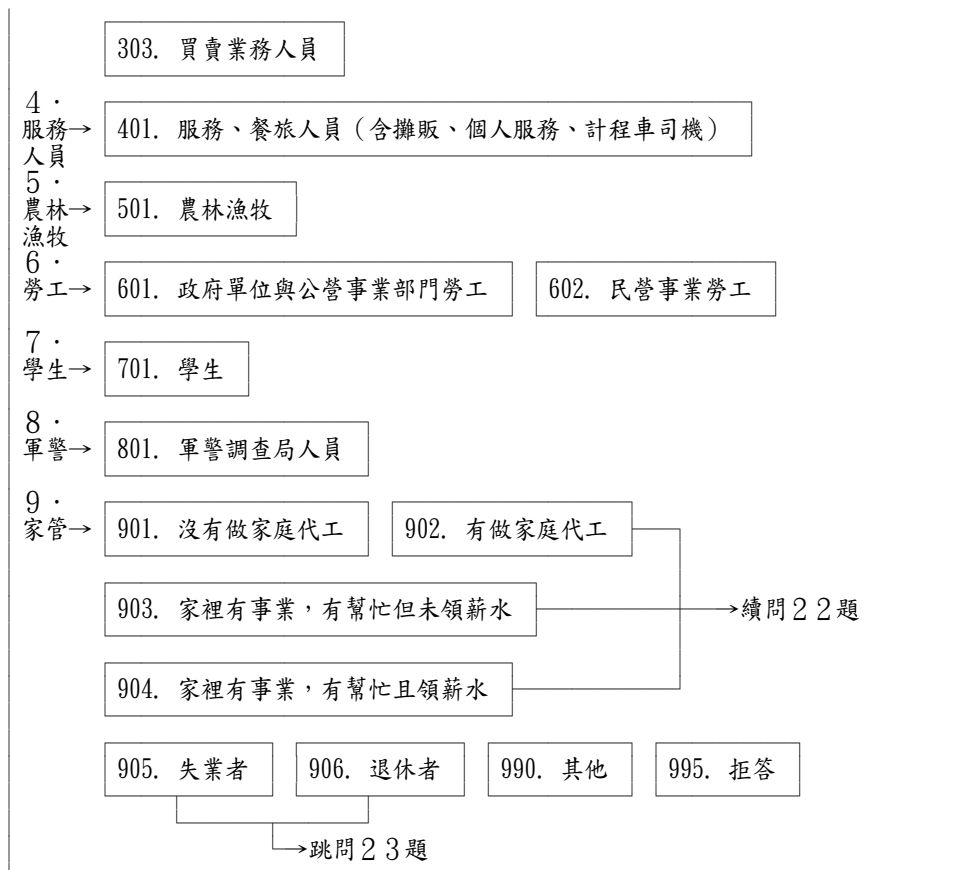 303. 買賣業務人員
4．
服務→ 401. 服務、餐旅人員（含攤販、個人服務、計程車司機）
人員
5．
農林→ 501. 農林漁牧
漁牧
6．
勞工→ 601. 政府單位與公營事業部門勞工 602. 民營事業勞工
7．
學生→ 701. 學生
8．
軍警→ 801. 軍警調查局人員
9．
家管→ 901. 沒有做家庭代工 902. 有做家庭代工
903. 家裡有事業，有幫忙但未領薪水 →續問２２題
904. 家裡有事業，有幫忙且領薪水
905. 失業者 906. 退休者 990. 其他 995. 拒答
→跳問２３題